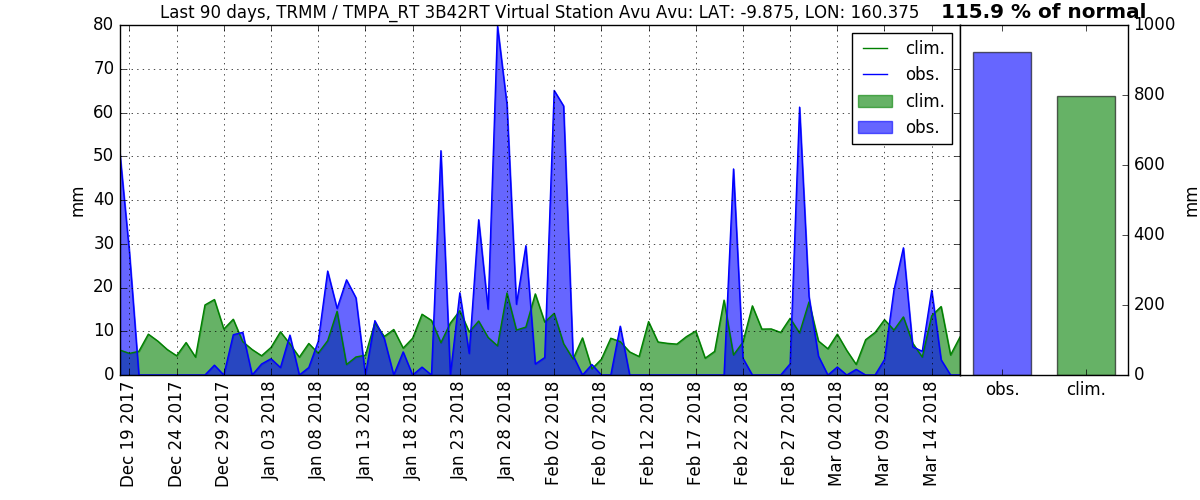 Last 90 days, TRMM / TMPA_RT 3B42RT Virtual Station Avu Avu: LAT: -9.875, LON: 160.375
115.9 % of normal
80
70
60
50
40
30
20
10
0
mm
clim.
obs.
clim.
obs.
1000
800
600
400
200
0
mm
obs.
clim.
Dec 19 2017
Dec 24 2017
Dec 29 2017
Jan 03 2018
Jan 08 2018
Jan 13 2018
Jan 18 2018
Jan 23 2018
Jan 28 2018
Feb 02 2018
Feb 07 2018
Feb 12 2018
Feb 17 2018
Feb 22 2018
Feb 27 2018
Mar 04 2018
Mar 09 2018
Mar 14 2018